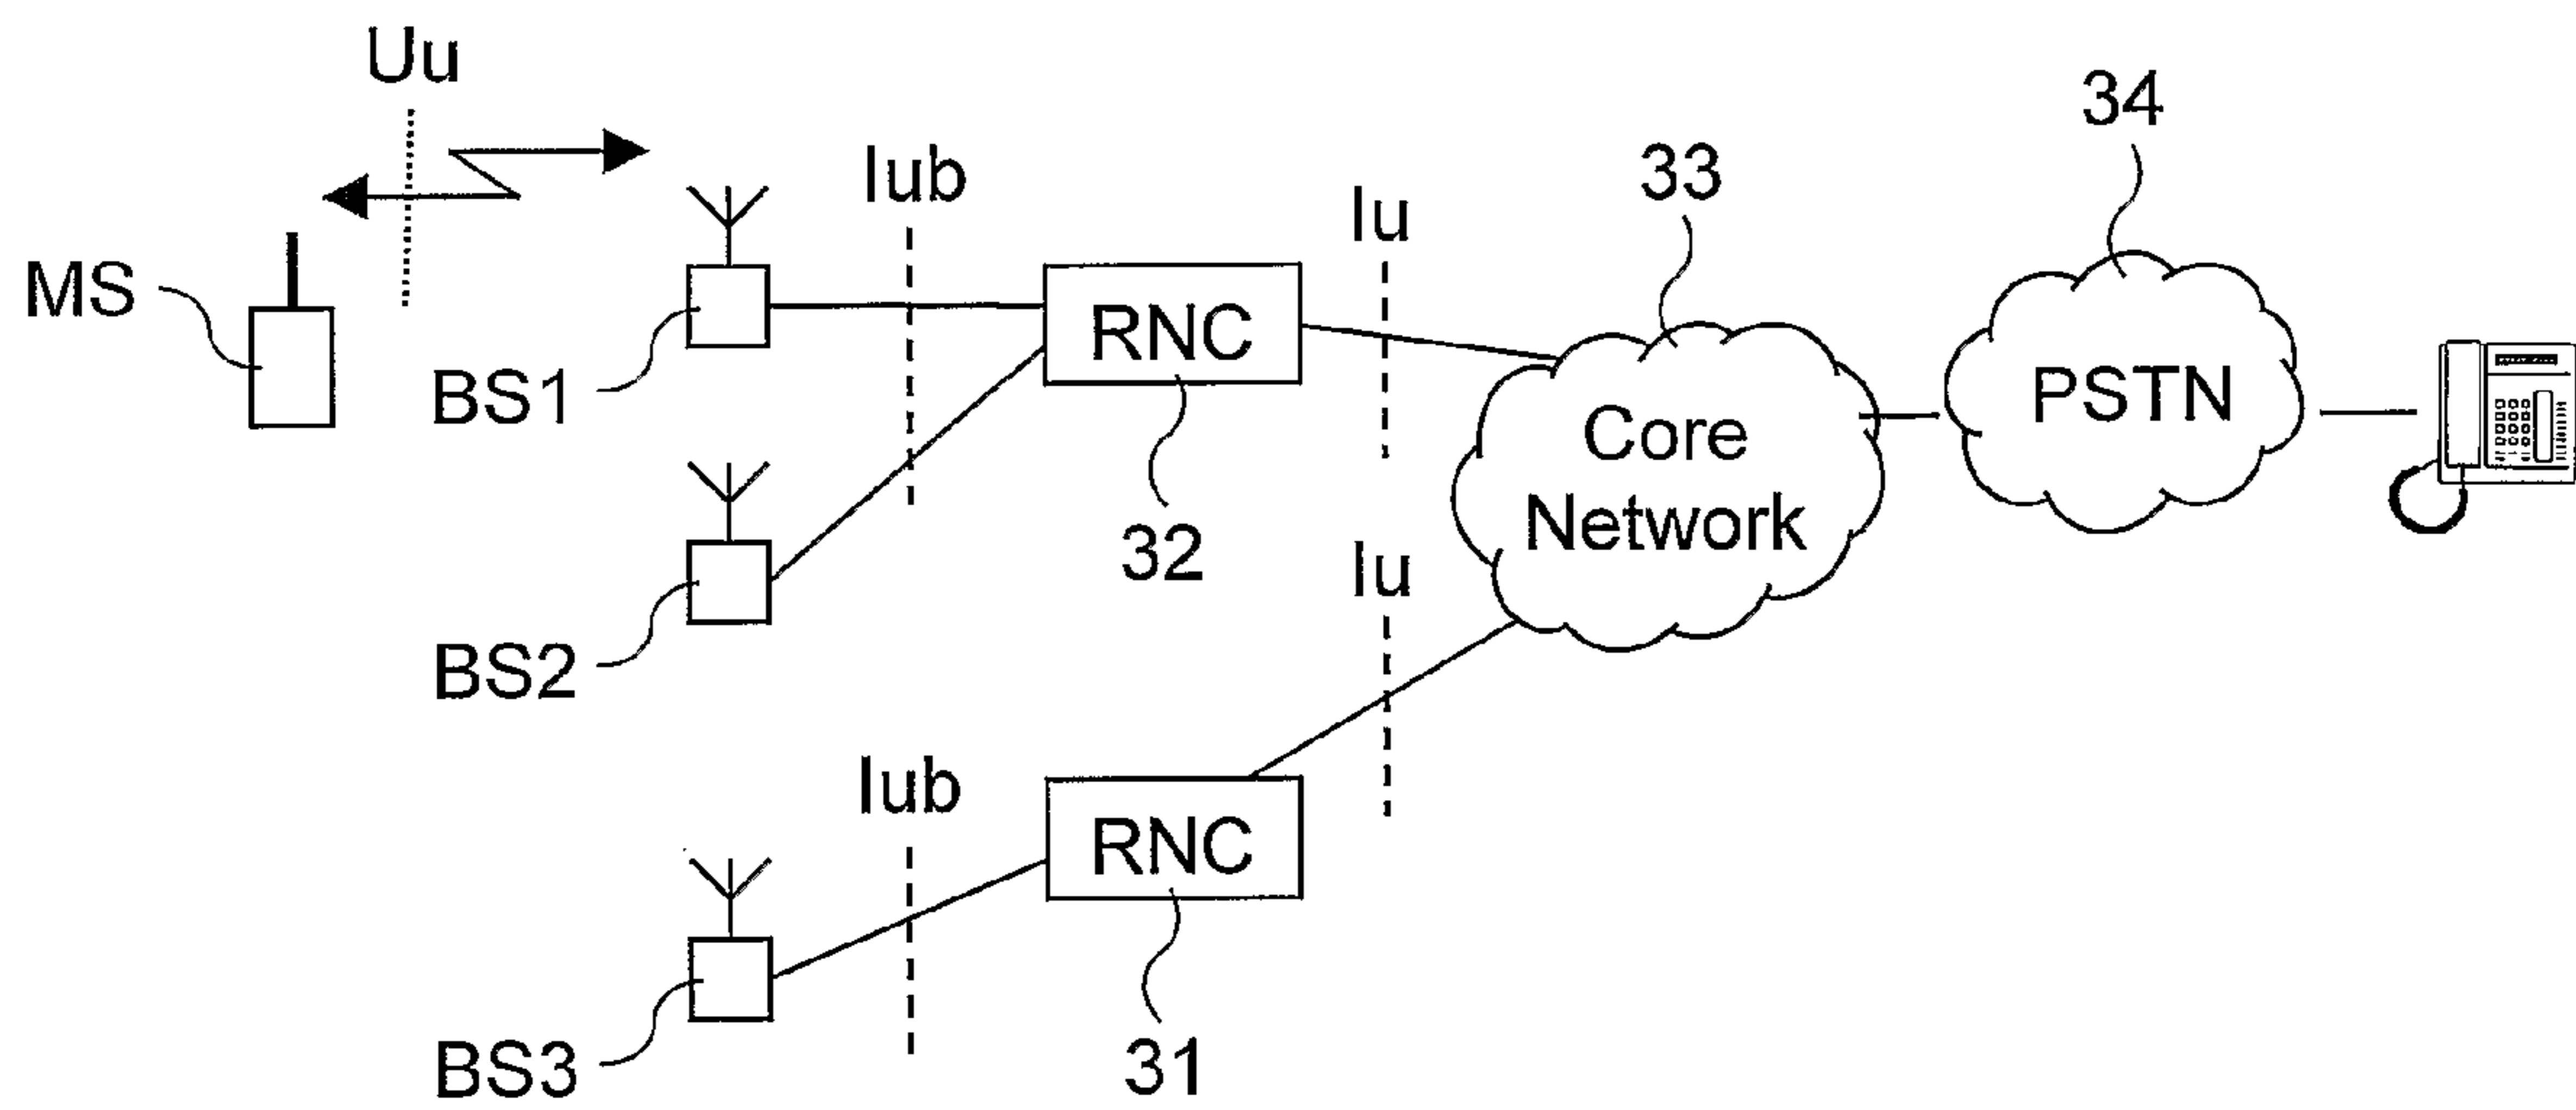 Uu
34
Iub
33
Iu
MS
RNC
BS1
PSTN
Core
Network
32
Iu
BS2
Iub
RNC
BS3
31